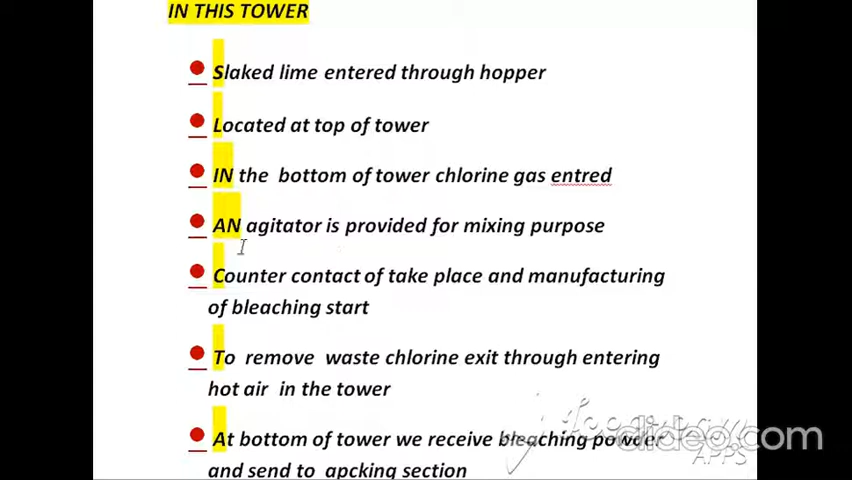 IN THIS TOWER
Slaked lime entered through hopper
Located at top of tower
IN the bottom of tower chlorine gas entred
AN agitator is provided for mixing purpose
Counter contact of take place and manufacturing
of bleaching start
To remove waste chlorine exit through entering
hot air in the tower
At bottom of tower we receive bleaching powder
and send to apcking section
clideo.com
APPS